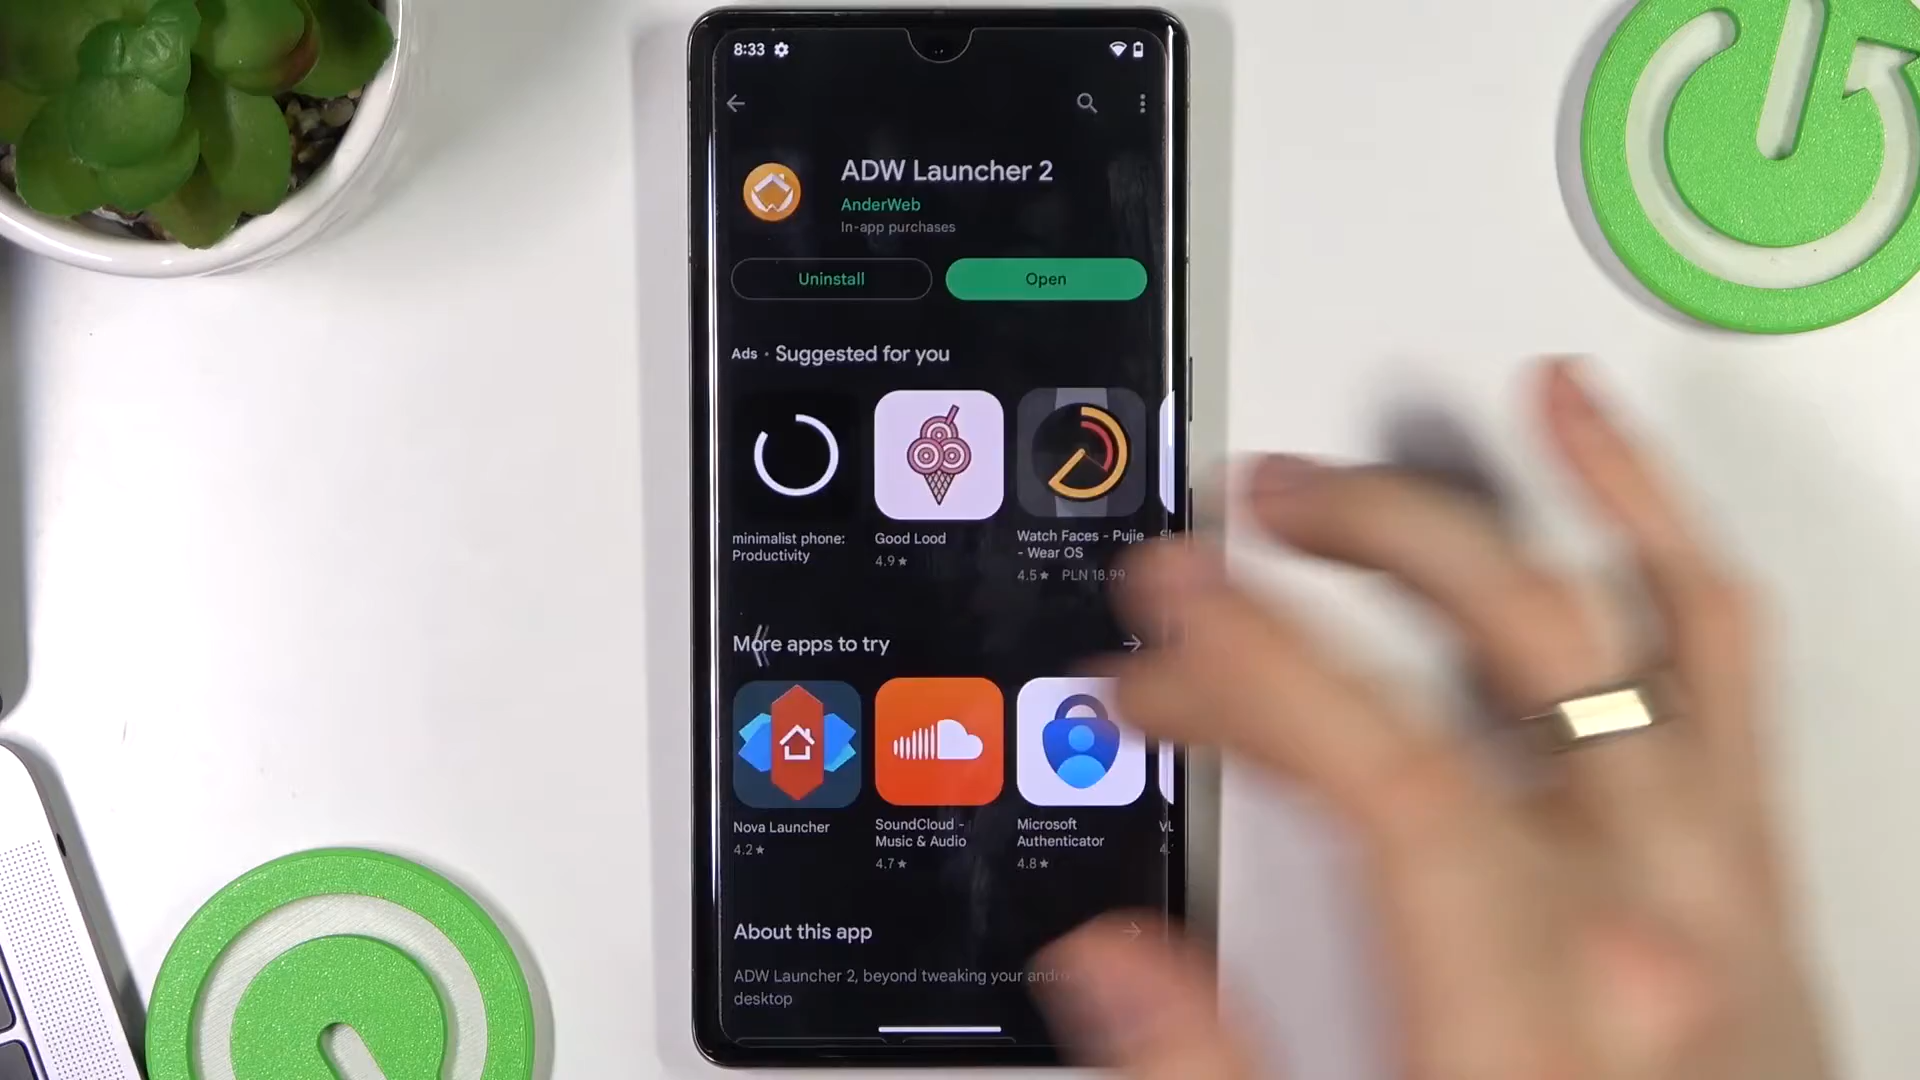 8:33
ADW Launcher 2
AnderWeb
In-app purchases
Uninstall
Open
Ads • Suggested for you
minimalist phone:
Productivity
Good Lood
4.9★
Watch Faces - Pujie
- Wear OS
4.5★ PLN 18.99
More apps to try
Nova Launcher
4.2★
SoundCloud -
Music & Audio
4.7★
Microsoft
Authenticator
4.8★
About this app
ADW Launcher 2, beyond tweaking your
desktop